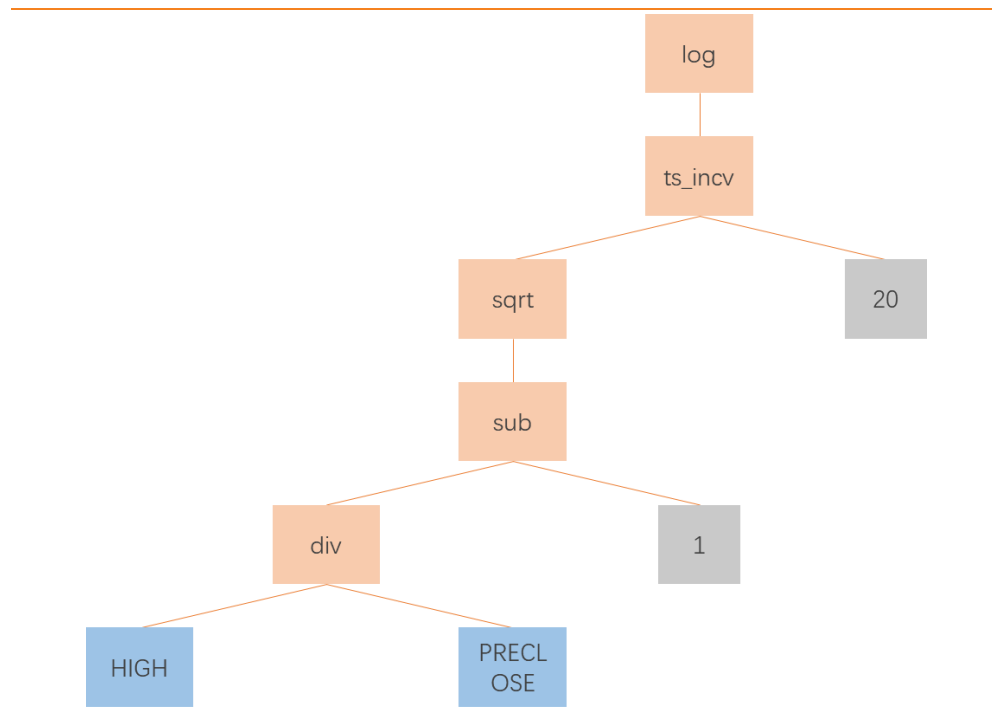 log
ts_incv
sqrt
20
sub
div
1
HIGH
PRECL
OSE